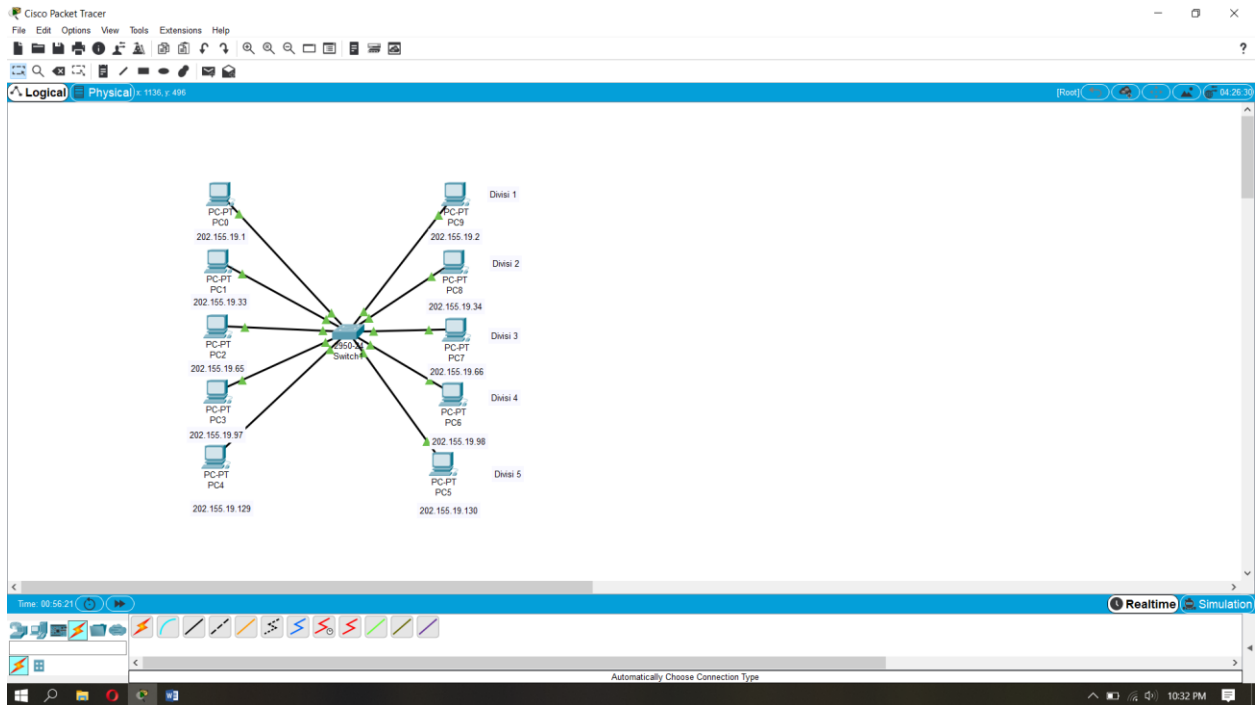 Cisco Packet Tracer
File Edit Options View Tools Extensions Help
?
Logical Physical x: 1136, y: 496 [Root] 04:26:30
PC-PT
PC0
202.155.19.1
PC-PT
PC9
202.155.19.2
Divisi 1
PC-PT
PC1
202.155.19.33
PC-PT
PC8
202.155.19.34
Divisi 2
PC-PT
PC2
202.155.19.65
2950-24
Switch1
PC-PT
PC7
202.155.19.66
Divisi 3
PC-PT
PC3
202.155.19.97
PC-PT
PC6
202.155.19.98
Divisi 4
PC-PT
PC4
202.155.19.129
PC-PT
PC5
202.155.19.130
Divisi 5
Time: 00:56:21 Realtime Simulation
Automatically Choose Connection Type
10:32 PM